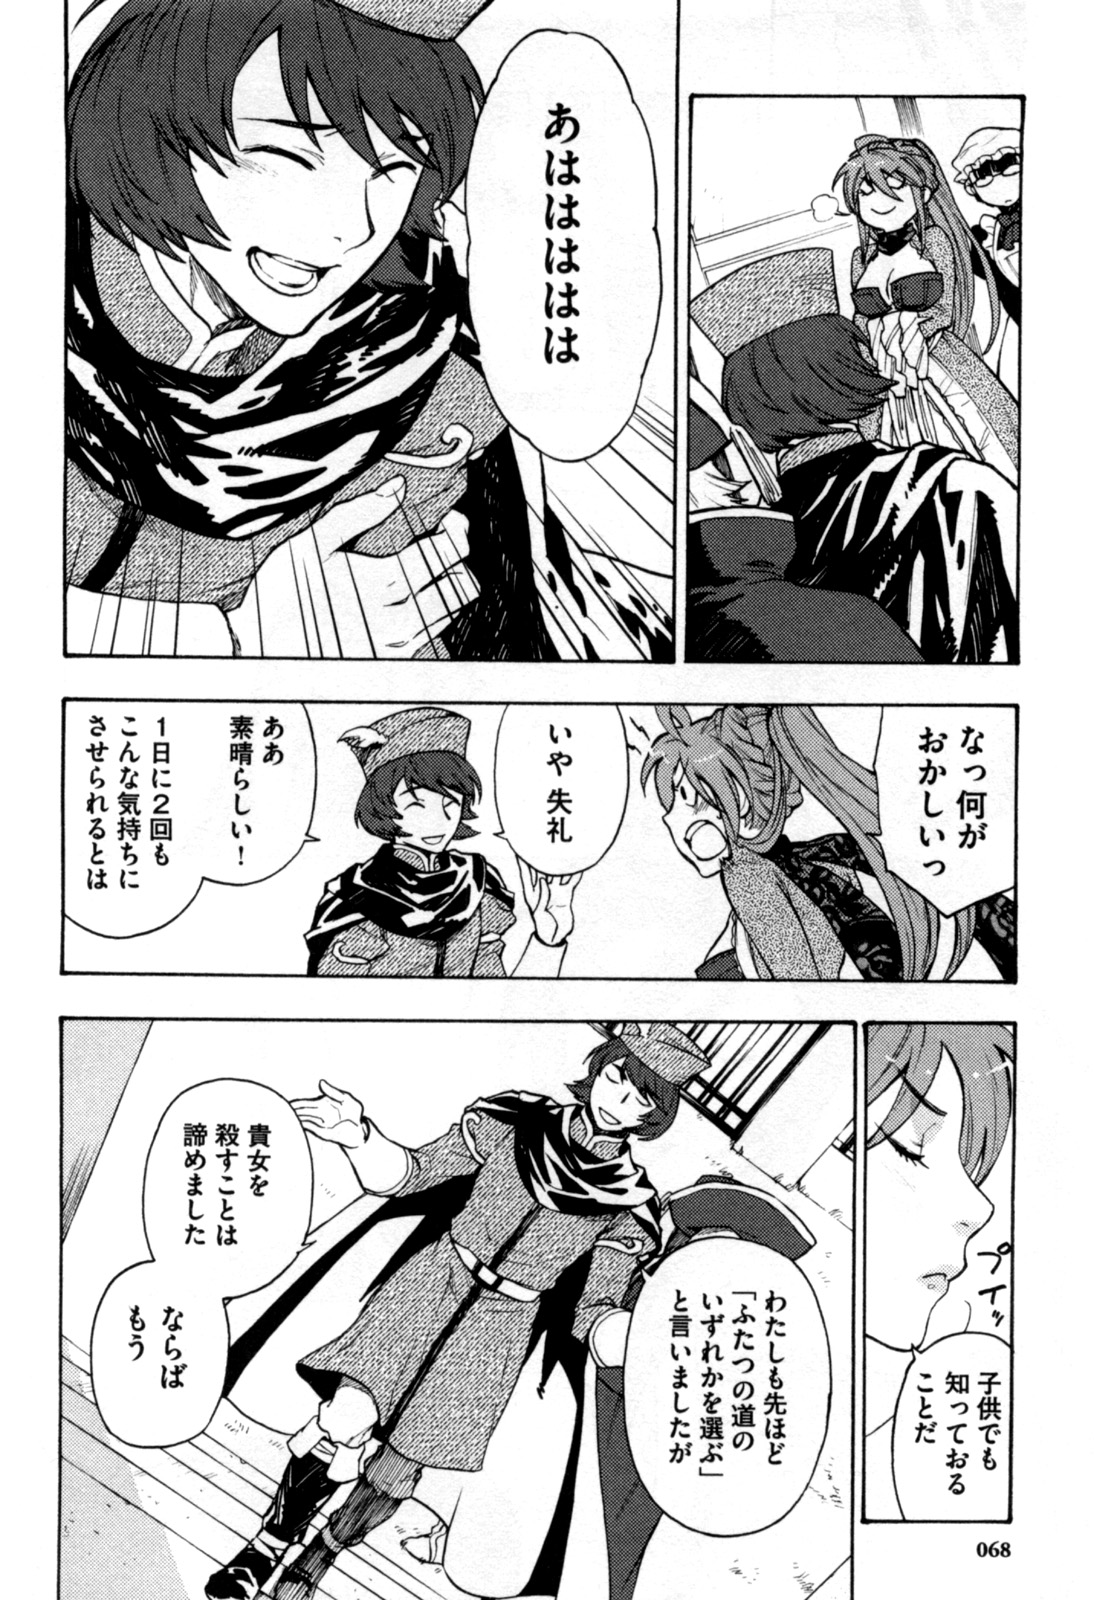 あはははははは
なっ何が
おかしいっ
いや 失礼
ああ
素晴らしい！
1日に2回も
こんな気持ちに
させられるとは
プイッ
子供でも
知っておる
ことだ
わたしも先ほど
「ふたつの道の
いずれかを選ぶ」
と言いましたが
貴女を
殺すことは
諦めました
ならば
もう
068